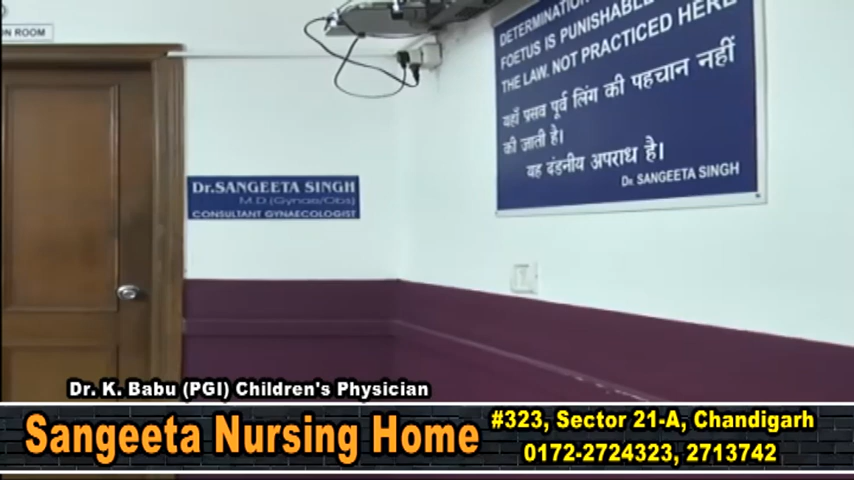 ON ROOM
DETERMINATION
FOETUS IS PUNISHABLE
THE LAW. NOT PRACTICED HERE
यहाँ प्रसव पूर्व लिंग की पहचान नहीं
की जाती है।
यह दंडनीय अपराध है।
Dr. SANGEETA SINGH
Dr. SANGEETA SINGH
M.D.(Gynae/Obs)
CONSULTANT GYNAECOLOGIST
Dr. K. Babu (PGI) Children's Physician
Sangeeta Nursing Home
#323, Sector 21-A, Chandigarh
0172-2724323, 2713742